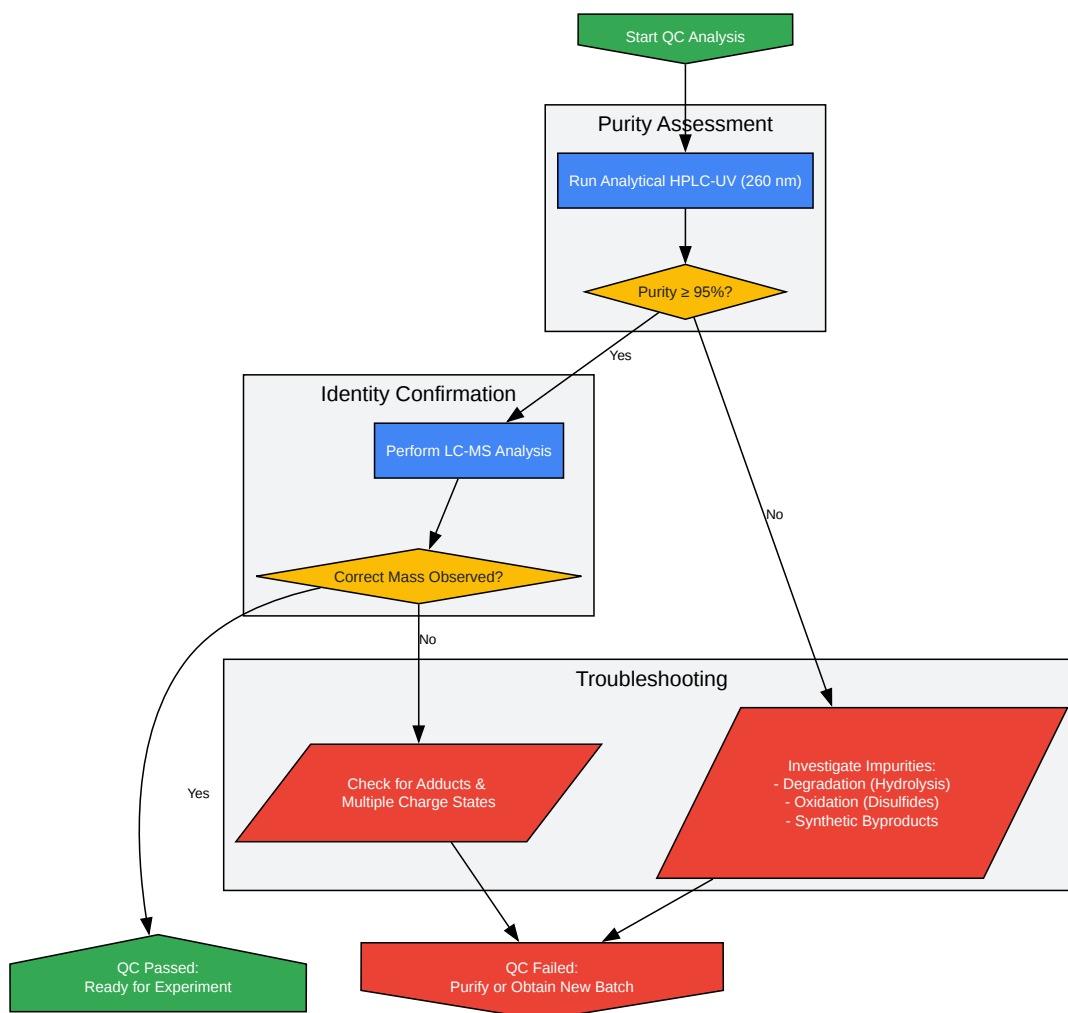 Start QC Analysis
Purity Assessment
Run Analytical HPLC-UV (260 nm)
Purity ≥ 95%?
Yes
No
Identity Confirmation
Perform LC-MS Analysis
Correct Mass Observed?
No
Yes
Troubleshooting
Check for Adducts &
Multiple Charge States
Investigate Impurities:
- Degradation (Hydrolysis)
- Oxidation (Disulfides)
- Synthetic Byproducts
QC Passed:
Ready for Experiment
QC Failed:
Purify or Obtain New Batch